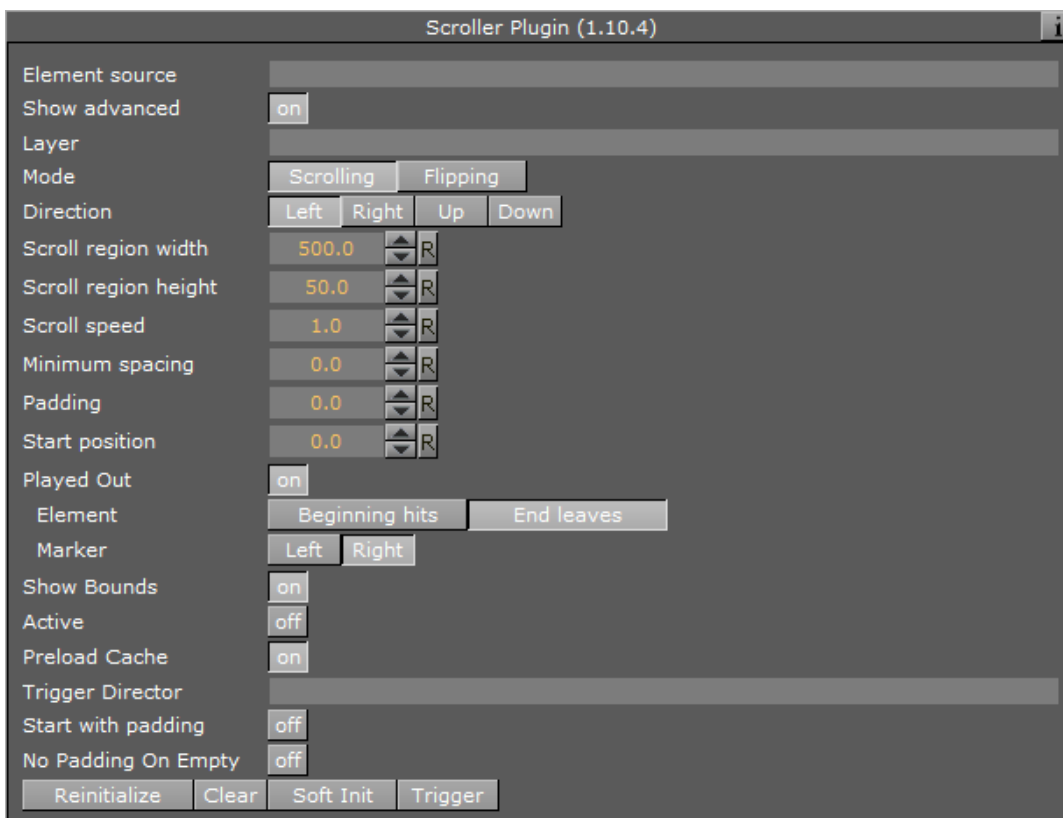 Scroller Plugin (1.10.4) i
Element source
Show advanced on
Layer
Mode Scrolling Flipping
Direction Left Right Up Down
Scroll region width 500.0 R
Scroll region height 50.0 R
Scroll speed 1.0 R
Minimum spacing 0.0 R
Padding 0.0 R
Start position 0.0 R
Played Out on
Element Beginning hits End leaves
Marker Left Right
Show Bounds on
Active off
Preload Cache on
Trigger Director
Start with padding off
No Padding On Empty off
Reinitialize Clear Soft Init Trigger